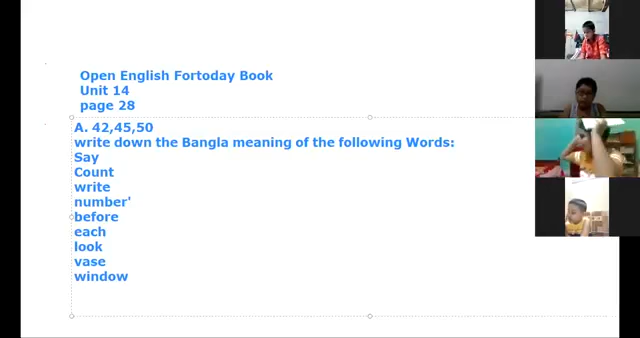 Open English Fortoday Book
Unit 14
page 28
A. 42,45,50
write down the Bangla meaning of the following Words:
Say
Count
write
number'
before
each
look
vase
window